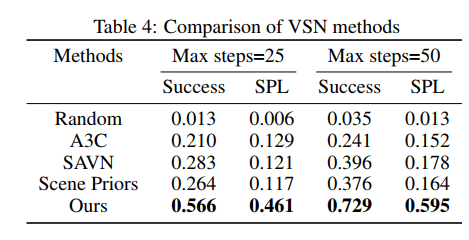 Table 4: Comparison of VSN methods
Methods Max steps=25 Max steps=50
Success SPL Success SPL
Random 0.013 0.006 0.035 0.013
A3C 0.210 0.129 0.241 0.152
SAVN 0.283 0.121 0.396 0.178
Scene Priors 0.264 0.117 0.376 0.164
Ours 0.566 0.461 0.729 0.595